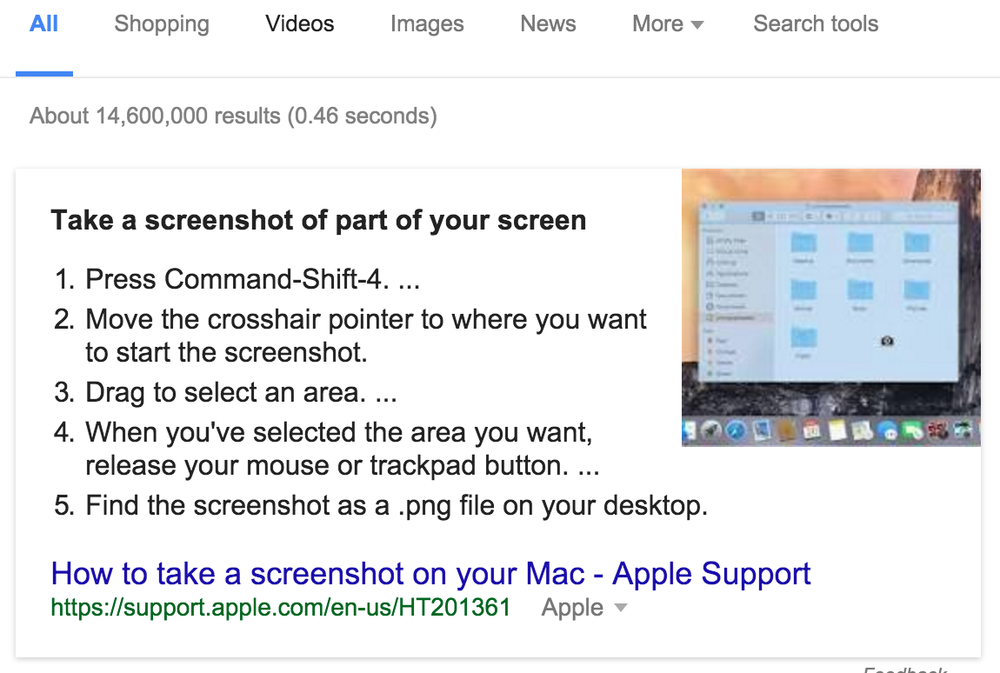 All Shopping Videos Images News More Search tools
About 14,600,000 results (0.46 seconds)
Take a screenshot of part of your screen
1. Press Command-Shift-4. ...
2. Move the crosshair pointer to where you want
to start the screenshot.
3. Drag to select an area. ...
4. When you've selected the area you want,
release your mouse or trackpad button. ...
5. Find the screenshot as a .png file on your desktop.
How to take a screenshot on your Mac - Apple Support
https://support.apple.com/en-us/HT201361 Apple
Feedback